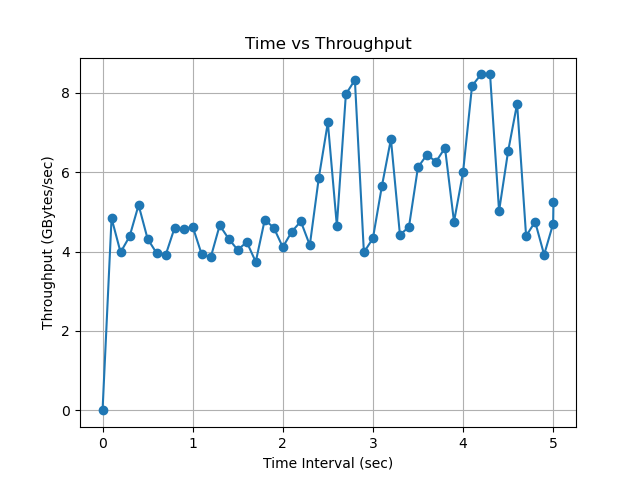 Time vs Throughput
Throughput (GBytes/sec)
8
6
4
2
0
0 1 2 3 4 5
Time Interval (sec)